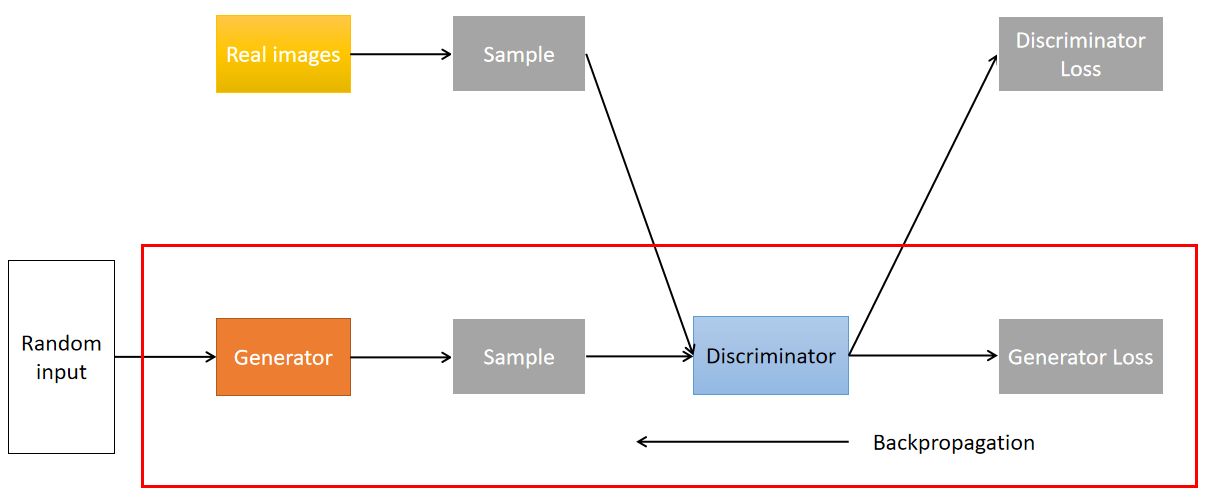 Real images
Sample
Discriminator
Loss
Random
input
Generator
Sample
Discriminator
Generator Loss
Backpropagation